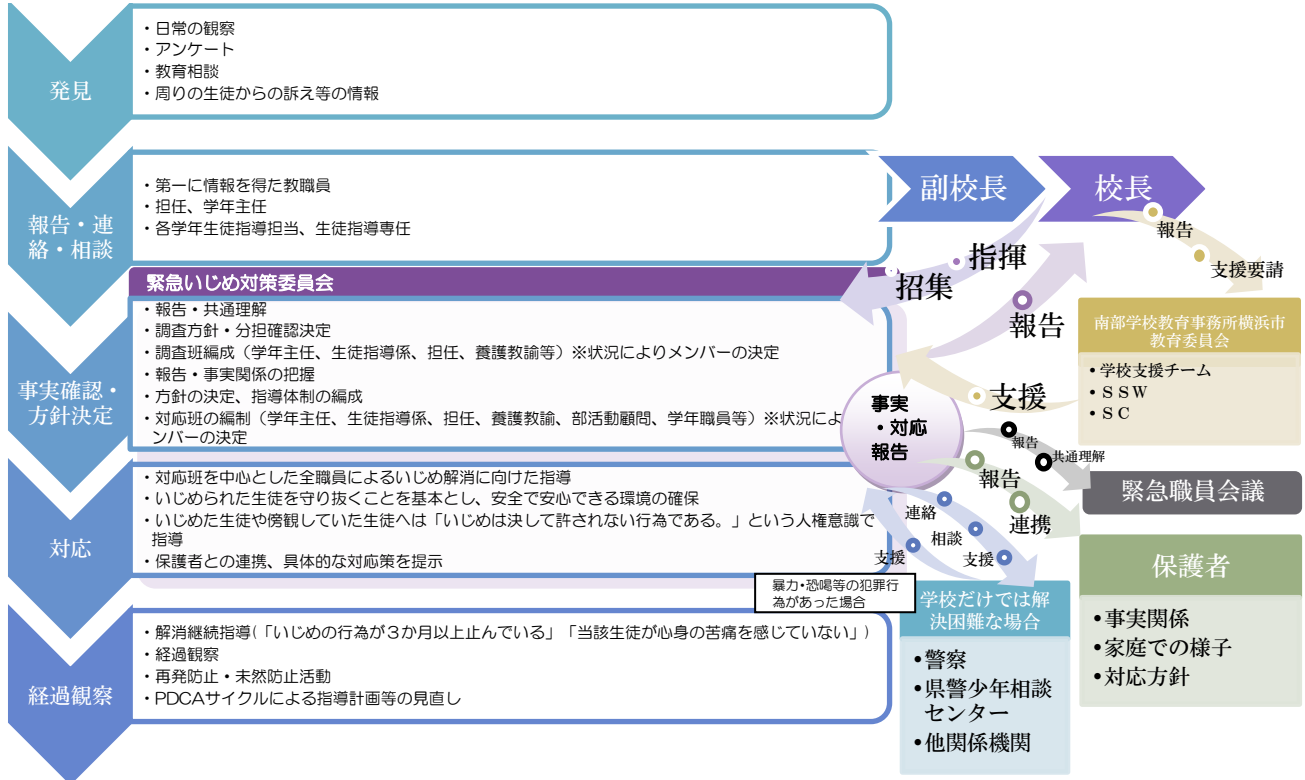 発見
・日常の観察
・アンケート
・教育相談
・周りの生徒からの訴え等の情報
報告・連
絡・相談
・第一に情報を得た教職員
・担任、学年主任
・各学年生徒指導担当、生徒指導専任
副校長
校長
報告
支援要請
指揮
招集
報告
緊急いじめ対策委員会
事実確認・
方針決定
・報告・共通理解
・調査方針・分担確認決定
・調査班編成（学年主任、生徒指導係、担任、養護教諭等）※状況によりメンバーの決定
・報告・事実関係の把握
・方針の決定、指導体制の編成
・対応班の編制（学年主任、生徒指導係、担任、養護教諭、部活動顧問、学年職員等）※状況によ
ンバーの決定
南部学校教育事務所横浜市
教育委員会
・学校支援チーム
・ＳＳＷ
・ＳＣ
支援
事実
・対応
報告
報告
共通理解
緊急職員会議
報告
連携
対応
・対応班を中心とした全職員によるいじめ解消に向けた指導
・いじめられた生徒を守り抜くことを基本とし、安全で安心できる環境の確保
・いじめた生徒や傍観していた生徒へは「いじめは決して許されない行為である。」という人権意識で
指導
・保護者との連携、具体的な対応策を提示
連絡
相談
支援
支援
暴力・恐喝等の犯罪行
為があった場合
学校だけでは解
決困難な場合
•警察
•県警少年相談
センター
•他関係機関
保護者
•事実関係
•家庭での様子
•対応方針
経過観察
・解消継続指導(「いじめの行為が３か月以上止んでいる」「当該生徒が心身の苦痛を感じていない」)
・経過観察
・再発防止・未然防止活動
・PDCAサイクルによる指導計画等の見直し